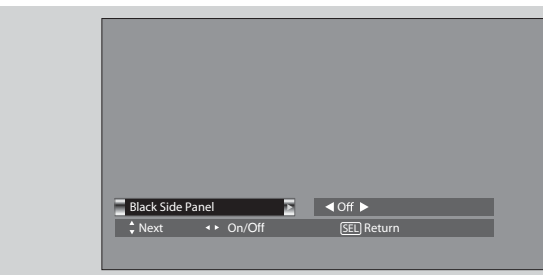 Black Side Panel ◀ Off ▶
Next ◂ ▸ On/Off SEL Return